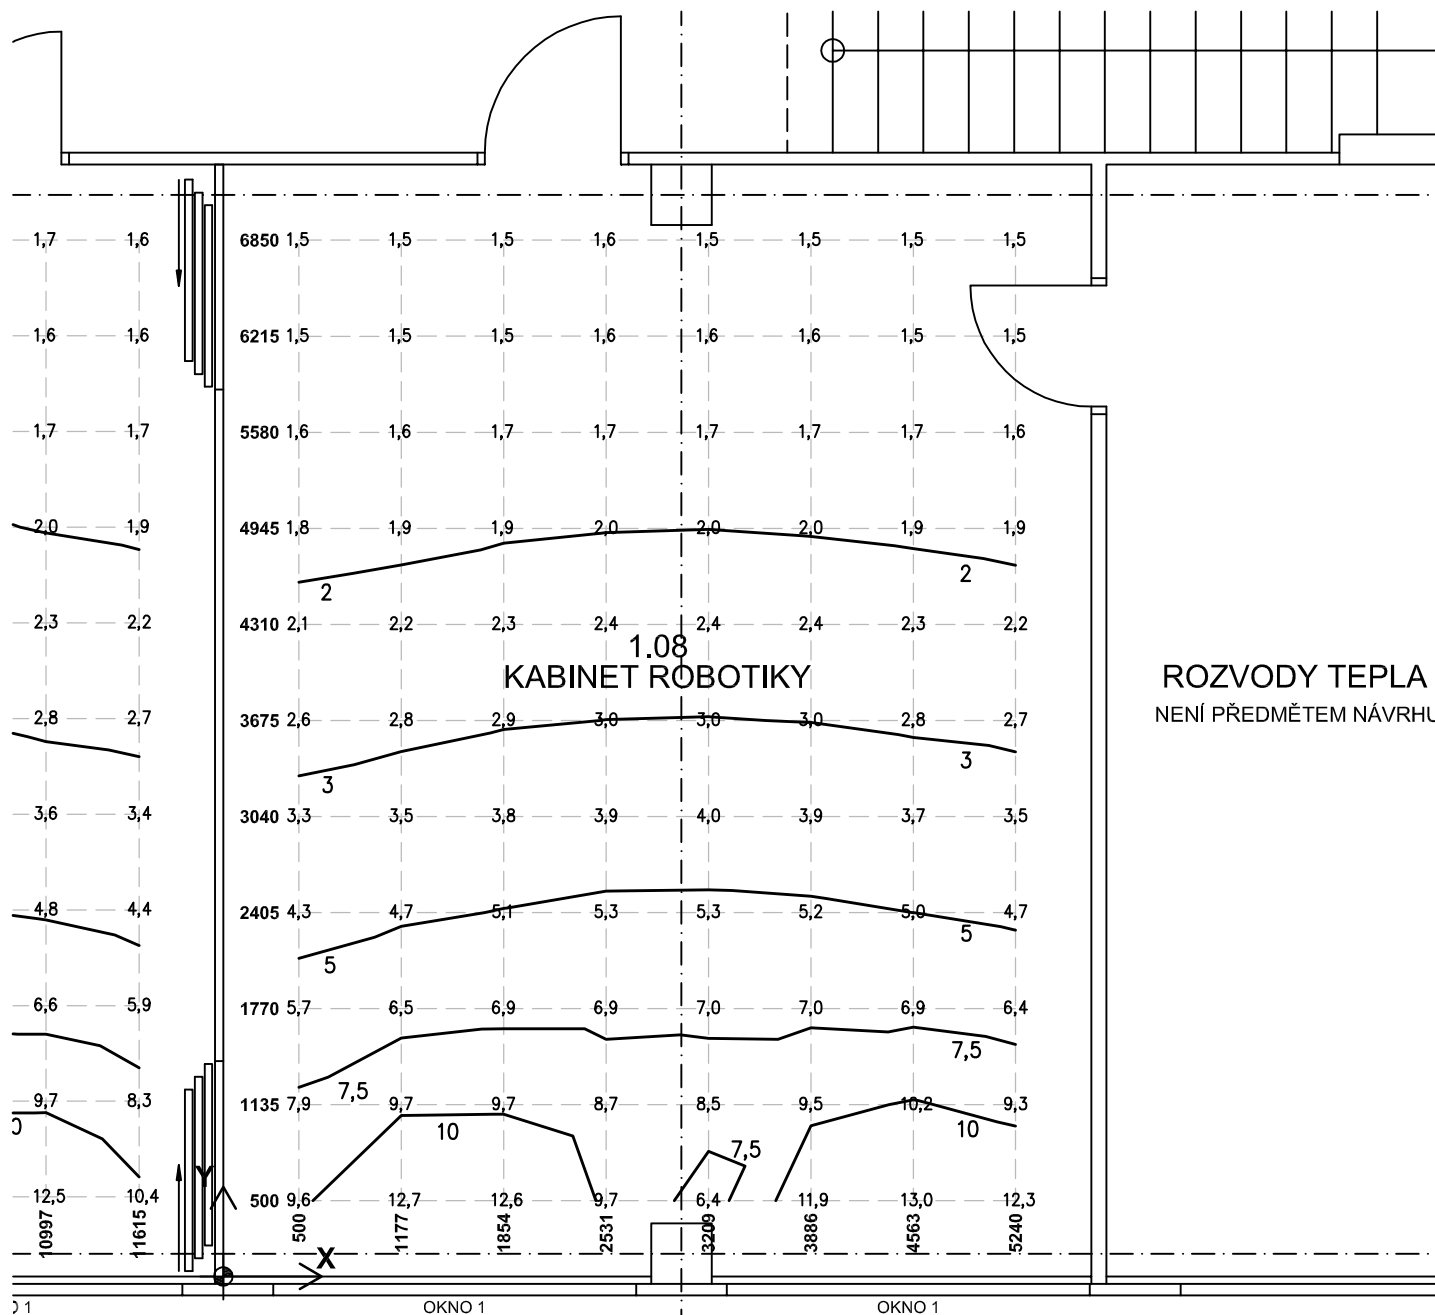 1,7 1,6 6850 1,5 1,5 1,5 1,6 1,5 1,5 1,5 1,5
1,6 1,6 6215 1,5 1,5 1,5 1,6 1,6 1,6 1,5 1,5
1,7 1,7 5580 1,6 1,6 1,7 1,7 1,7 1,7 1,7 1,6
2,0 1,9 4945 1,8 1,9 1,9 2,0 2,0 2,0 1,9 1,9
2 2
2,3 2,2 4310 2,1 2,2 2,3 2,4 2,4 2,4 2,3 2,2
1.08
KABINET ROBOTIKY ROZVODY TEPLA
NENÍ PŘEDMĚTEM NÁVRHU
2,8 2,7 3675 2,6 2,8 2,9 3,0 3,0 3,0 2,8 2,7
3 3
3,6 3,4 3040 3,3 3,5 3,8 3,9 4,0 3,9 3,7 3,5
4,8 4,4 2405 4,3 4,7 5,1 5,3 5,3 5,2 5,0 4,7
5 5
6,6 5,9 1770 5,7 6,5 6,9 6,9 7,0 7,0 6,9 6,4
7,5 7,5
9,7 8,3 1135 7,9 9,7 9,7 8,7 8,5 9,5 10,2 9,3
0 10 10
7,5
Y
12,5 10,4 500 9,6 12,7 12,6 9,7 6,4 11,9 13,0 12,3
10997 11615 500 1177 1854 2531 3209 3886 4563 5240
X
O 1 OKNO 1 OKNO 1